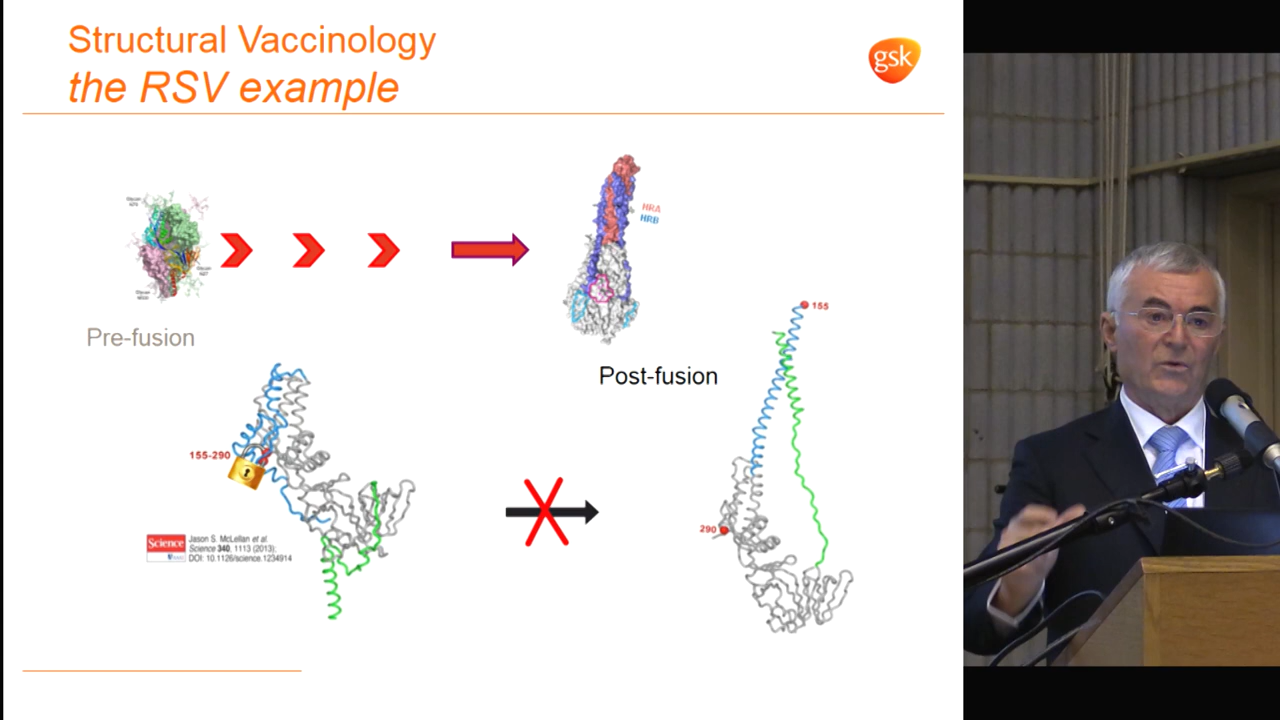 Structural Vaccinology
the RSV example
gsk
HRA
HRB
Pre-fusion
Post-fusion
155
155-290
290
Science
Jason S. McLellan et al.
Science 340, 1113 (2013);
DOI: 10.1126/science.1234914